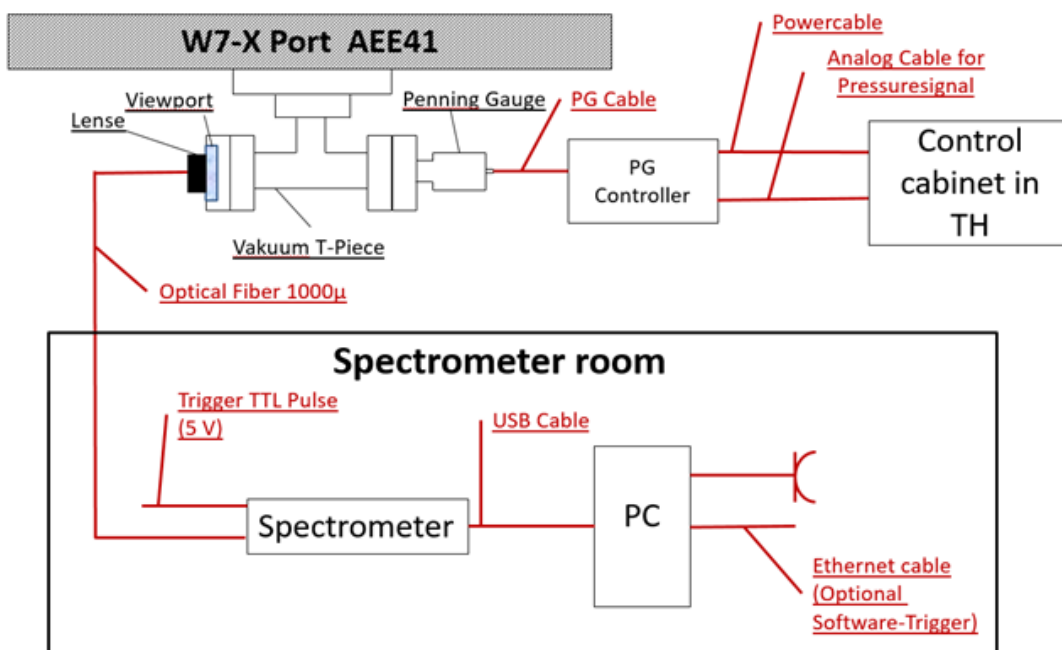 W7-X Port AEE41
Powercable
Analog Cable for
Pressuresignal
Viewport
Lense
Penning Gauge
PG Cable
PG
Controller
Control
cabinet in
TH
Vakuum T-Piece
Optical Fiber 1000µ
Spectrometer room
Trigger TTL Pulse
(5 V)
USB Cable
Spectrometer
PC
Ethernet cable
(Optional
Software-Trigger)